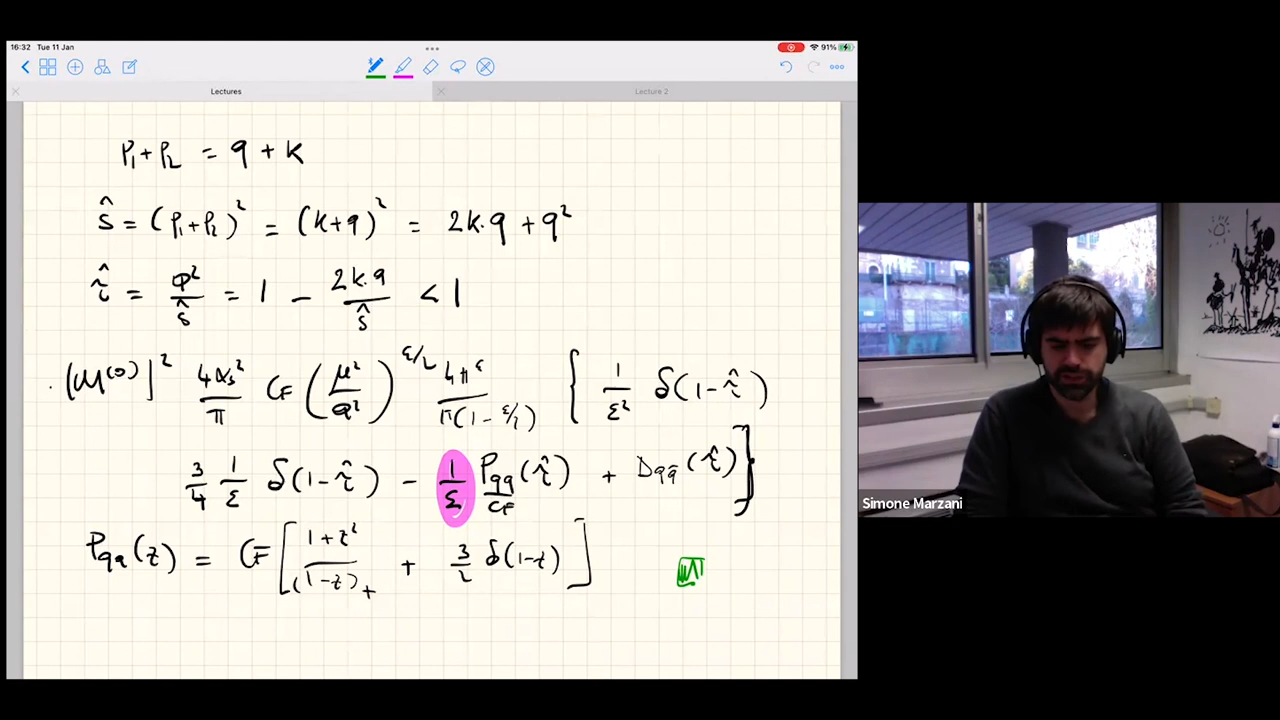 16:32 Tue 11 Jan
91%
Lectures
Lecture 2
p₁+p₂ = q + k
ŝ = (p₁+p₂)² = (k+q)² = 2k.q + q²
τ̂ = Q²/ŝ = 1 − 2k.q/ŝ < 1
|M⁽⁰⁾|² 4αs²/π CF (μ²/Q²)^ε/2 4π^ε/Γ(1−ε/2) { 1/ε² δ(1−τ̂)
3/4 1/ε δ(1−τ̂) − 1/ε Pqq(τ̂)/CF + Dqq̄(τ̂) }
Pqq(z) = CF [ 1+z²/(1−z)₊ + 3/2 δ(1−z) ]
Simone Marzani